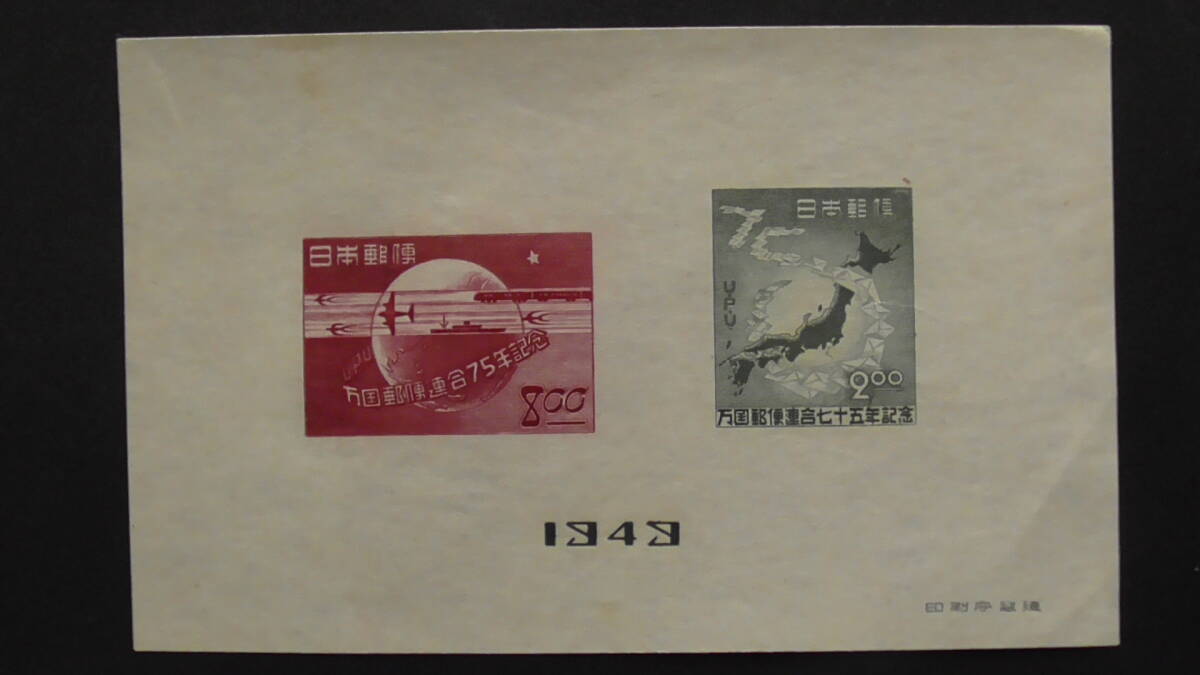 日本郵便
UPU
万国郵便連合75年記念
8.00
75
日本郵便
U.P.U.
2.00
万国郵便連合七十五年記念
1949
印刷庁製造